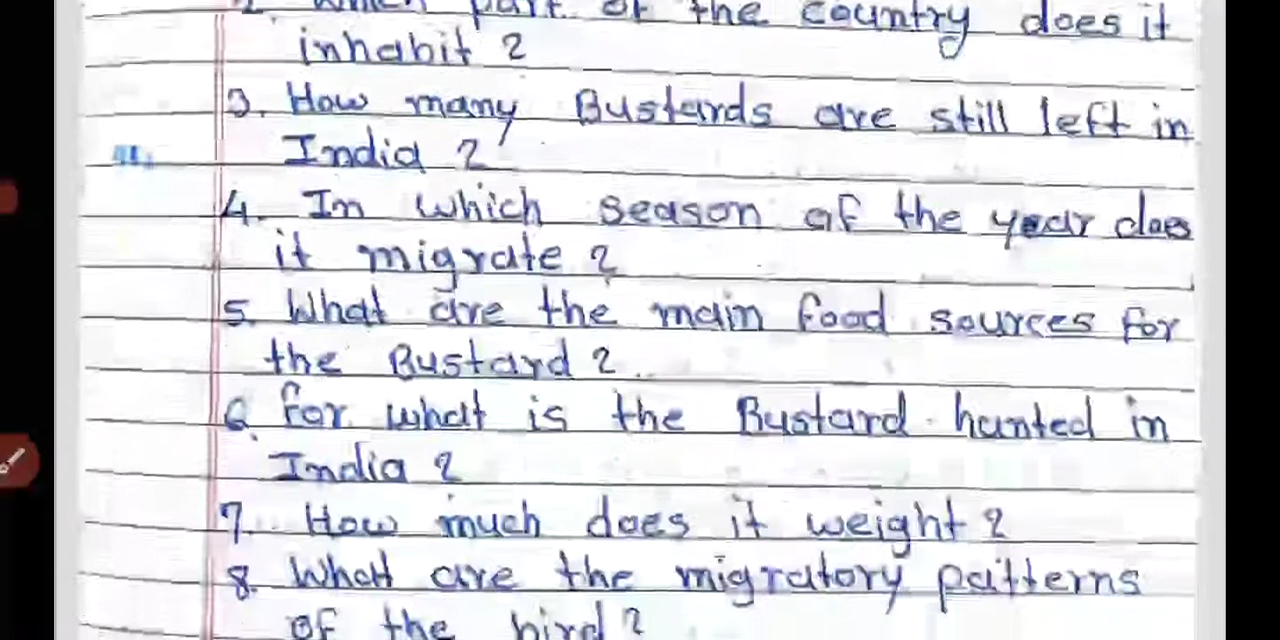 2. Which part of the country does it
inhabit ?
3. How many Bustards are still left in
India ?
4. In which season of the year does
it migrate ?
5. What are the main food sources for
the Bustard ?
6. for what is the Bustard hunted in
India ?
7. How much does it weight ?
8. What are the migratory patterns
of the bird ?